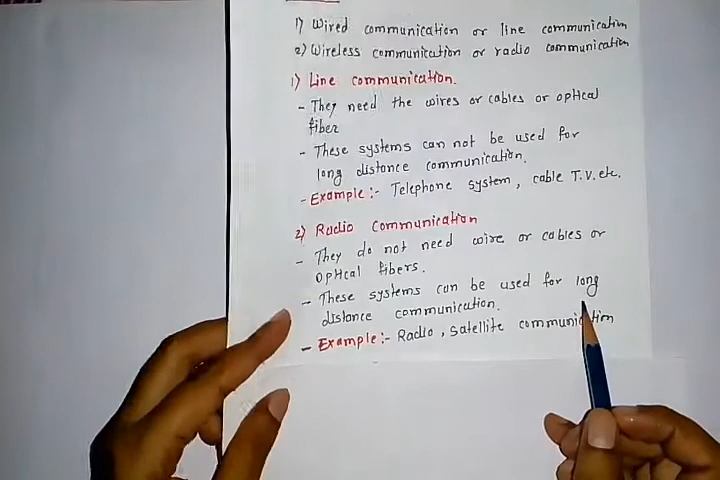 1) Wired communication or line communication
2) Wireless communication or radio communication
1) Line communication.
- They need the wires or cables or optical
fiber
- These systems can not be used for
long distance communication.
- Example:- Telephone system, cable T.V. etc.
2) Radio communication
- They do not need wire or cables or
optical fibers.
- These systems can be used for long
distance communication.
- Example:- Radio, satellite communication